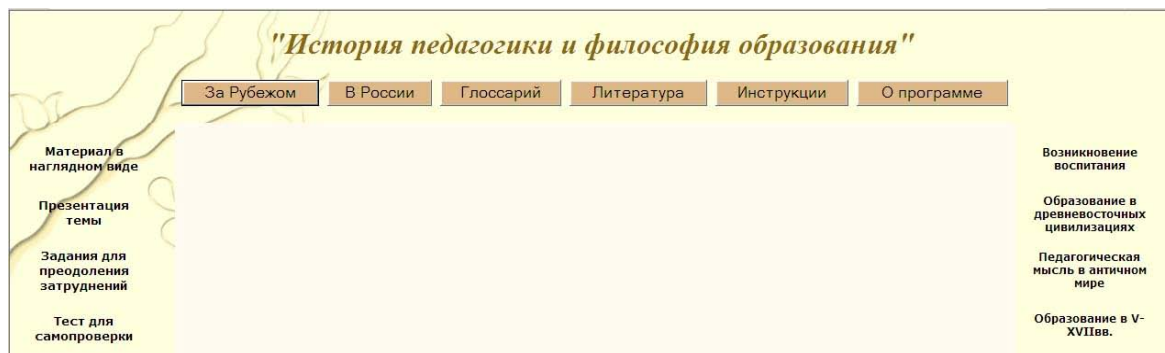 "История педагогики и философия образования"
За Рубежом
В России
Глоссарий
Литература
Инструкции
О программе
Материал в
наглядном виде
Презентация
темы
Задания для
преодоления
затруднений
Тест для
самопроверки
Возникновение
воспитания
Образование в
древневосточных
цивилизациях
Педагогическая
мысль в античном
мире
Образование в V-
XVIIвв.